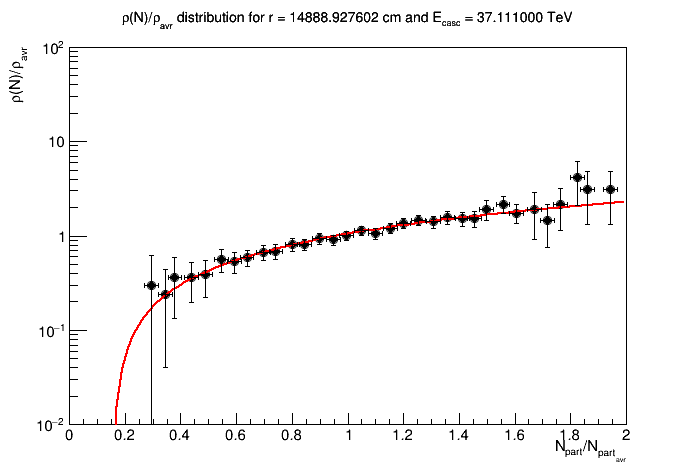 ρ(N)/ρavr distribution for r = 14888.927602 cm and Ecasc = 37.111000 TeV
ρ(N)/ρavr
10²
10
1
10⁻¹
10⁻²
0 0.2 0.4 0.6 0.8 1 1.2 1.4 1.6 1.8 2
Npart/Npartavr